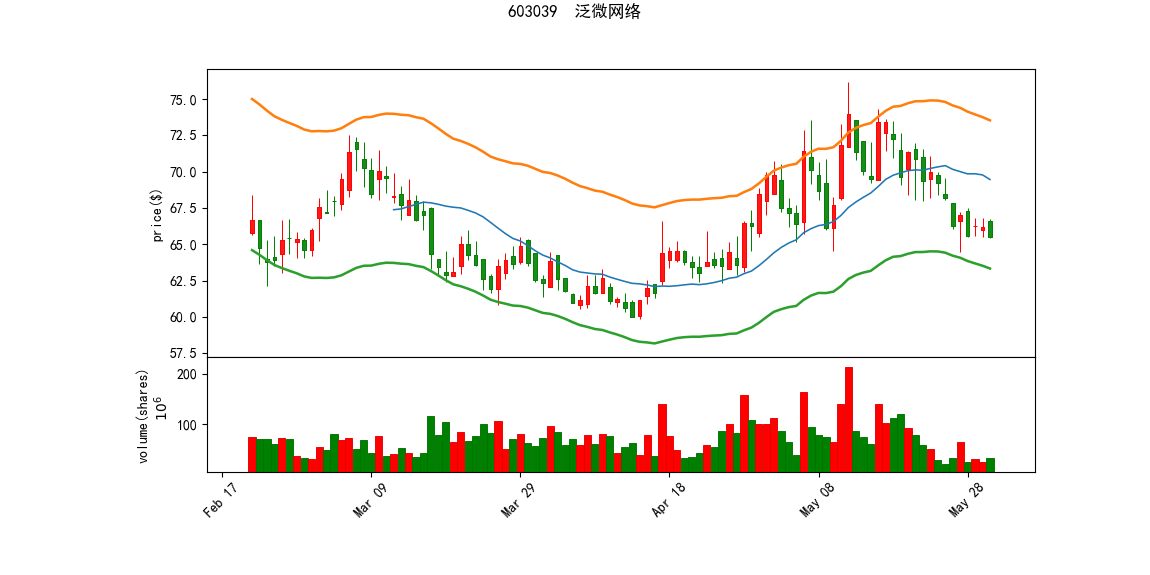 603039 泛微网络
75.0
72.5
70.0
67.5
65.0
62.5
60.0
57.5
price($)
200
100
volume(shares)
10^6
Feb 17
Mar 09
Mar 29
Apr 18
May 08
May 28